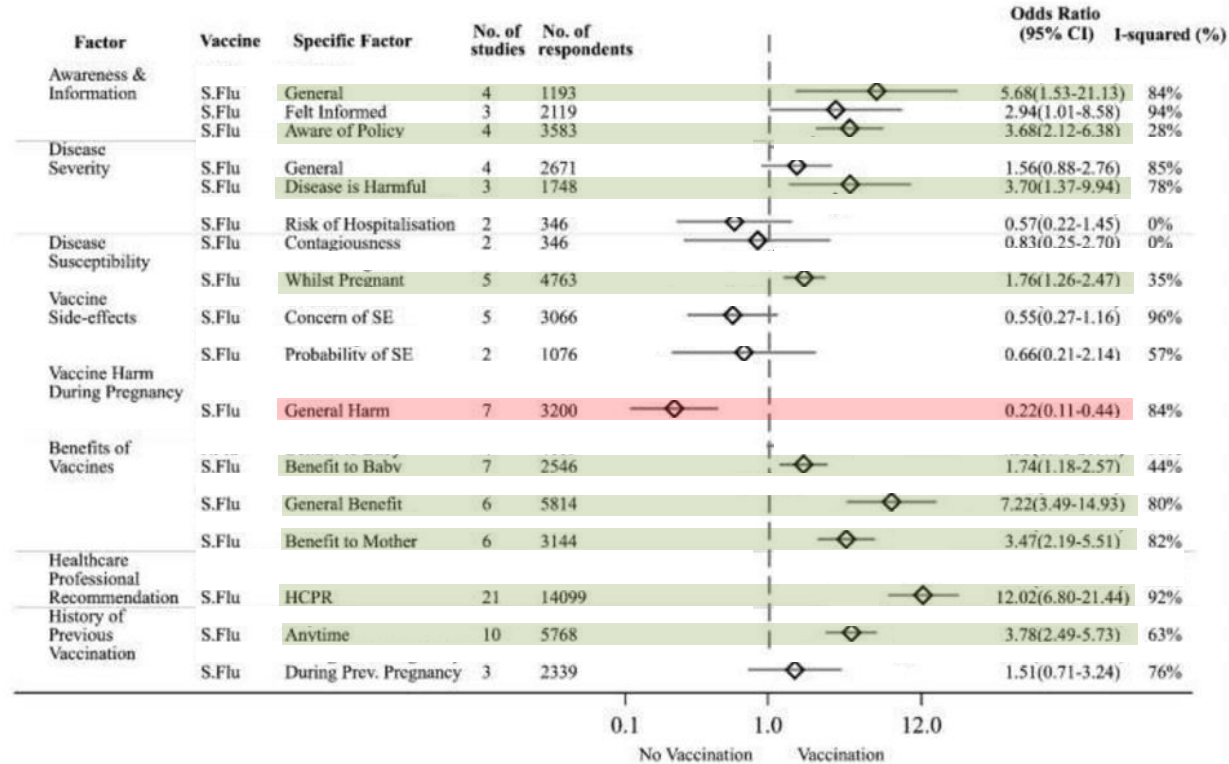 Factor Vaccine Specific Factor No. of studies No. of respondents Odds Ratio (95% CI) I-squared (%)
Awareness &
Information S.Flu General 4 1193 5.68(1.53-21.13) 84%
S.Flu Felt Informed 3 2119 2.94(1.01-8.58) 94%
S.Flu Aware of Policy 4 3583 3.68(2.12-6.38) 28%
Disease
Severity S.Flu General 4 2671 1.56(0.88-2.76) 85%
S.Flu Disease is Harmful 3 1748 3.70(1.37-9.94) 78%
S.Flu Risk of Hospitalisation 2 346 0.57(0.22-1.45) 0%
Disease S.Flu Contagiousness 2 346 0.83(0.25-2.70) 0%
Susceptibility
S.Flu Whilst Pregnant 5 4763 1.76(1.26-2.47) 35%
Vaccine
Side-effects S.Flu Concern of SE 5 3066 0.55(0.27-1.16) 96%
S.Flu Probability of SE 2 1076 0.66(0.21-2.14) 57%
Vaccine Harm
During Pregnancy
S.Flu General Harm 7 3200 0.22(0.11-0.44) 84%
Benefits of
Vaccines S.Flu Benefit to Baby 7 2546 1.74(1.18-2.57) 44%
S.Flu General Benefit 6 5814 7.22(3.49-14.93) 80%
S.Flu Benefit to Mother 6 3144 3.47(2.19-5.51) 82%
Healthcare
Professional
Recommendation S.Flu HCPR 21 14099 12.02(6.80-21.44) 92%
History of
Previous S.Flu Anytime 10 5768 3.78(2.49-5.73) 63%
Vaccination
S.Flu During Prev. Pregnancy 3 2339 1.51(0.71-3.24) 76%
0.1 1.0 12.0
No Vaccination Vaccination